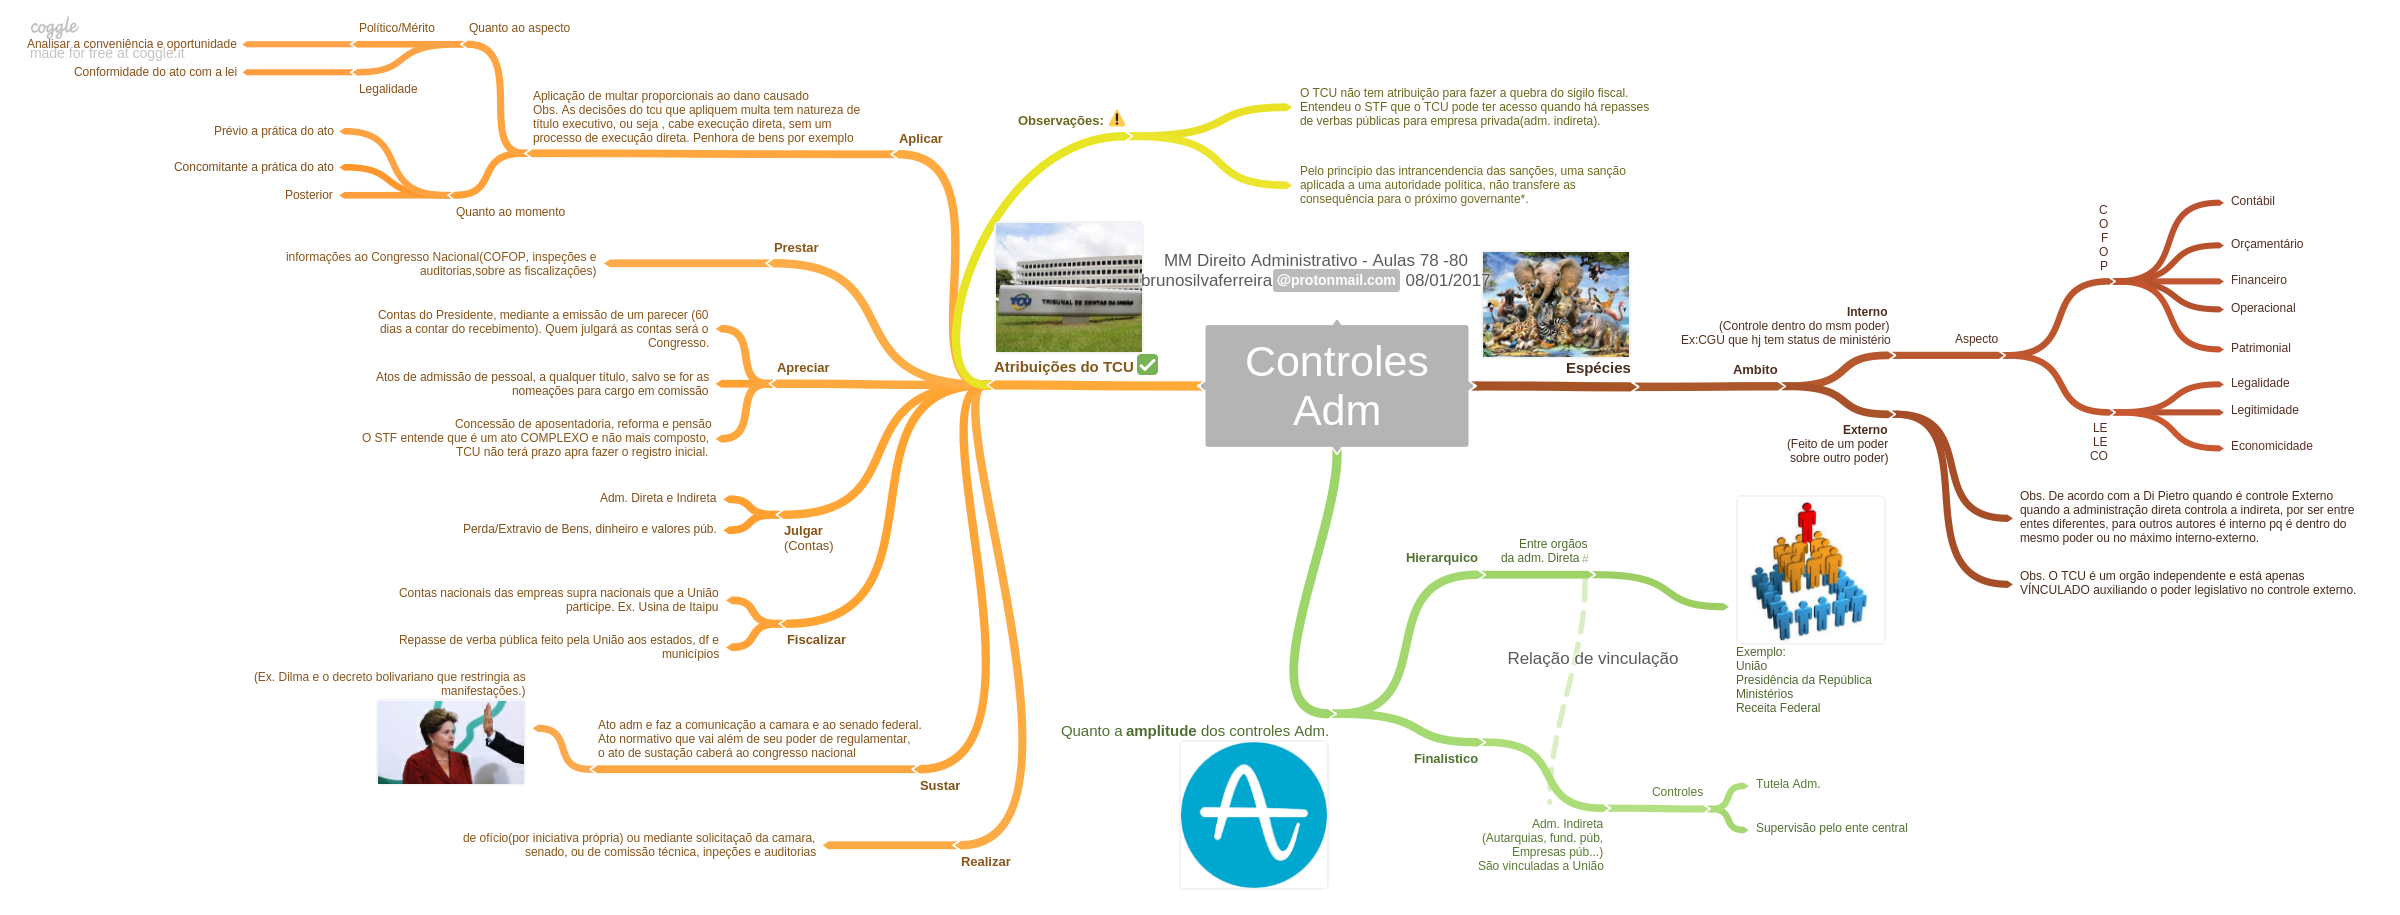 coggle
made for free at coggle.it
Político/Mérito
Quanto ao aspecto
Analisar a conveniência e oportunidade
Conformidade do ato com a lei
Legalidade
Aplicação de multar proporcionais ao dano causado
Obs. As decisões do tcu que apliquem multa tem natureza de
título executivo, ou seja , cabe execução direta, sem um
processo de execução direta. Penhora de bens por exemplo
Aplicar
Prévio a prática do ato
Concomitante a prática do ato
Posterior
Quanto ao momento
Prestar
informações ao Congresso Nacional(COFOP, inspeções e
auditorias,sobre as fiscalizações)
Contas do Presidente, mediante a emissão de um parecer (60
dias a contar do recebimento). Quem julgará as contas será o
Congresso.
Apreciar
Atos de admissão de pessoal, a qualquer título, salvo se for as
nomeações para cargo em comissão
Concessão de aposentadoria, reforma e pensão
O STF entende que é um ato COMPLEXO e não mais composto,
TCU não terá prazo apra fazer o registro inicial.
Adm. Direta e Indireta
Perda/Extravio de Bens, dinheiro e valores púb.
Julgar
(Contas)
Contas nacionais das empreas supra nacionais que a União
participe. Ex. Usina de Itaipu
Repasse de verba pública feito pela União aos estados, df e
municípios
Fiscalizar
(Ex. Dilma e o decreto bolivariano que restringia as
manifestações.)
Ato adm e faz a comunicação a camara e ao senado federal.
Ato normativo que vai além de seu poder de regulamentar,
o ato de sustação caberá ao congresso nacional
Sustar
de ofício(por iniciativa própria) ou mediante solicitaçaõ da camara,
senado, ou de comissão técnica, inpeções e auditorias
Realizar
Observações:
O TCU não tem atribuição para fazer a quebra do sigilo fiscal.
Entendeu o STF que o TCU pode ter acesso quando há repasses
de verbas públicas para empresa privada(adm. indireta).
Pelo princípio das intrancendencia das sanções, uma sanção
aplicada a uma autoridade política, não transfere as
consequência para o próximo governante*.
TCU TRIBUNAL DE CONTAS DA UNIÃO
Atribuições do TCU
MM Direito Administrativo - Aulas 78 -80
brunosilvaferreira@protonmail.com 08/01/2017
Controles
Adm
Espécies
Ambito
Interno
(Controle dentro do msm poder)
Ex:CGU que hj tem status de ministério
Aspecto
C
O
F
O
P
Contábil
Orçamentário
Financeiro
Operacional
Patrimonial
LE
LE
CO
Legalidade
Legitimidade
Economicidade
Externo
(Feito de um poder
sobre outro poder)
Obs. De acordo com a Di Pietro quando é controle Externo
quando a administração direta controla a indireta, por ser entre
entes diferentes, para outros autores é interno pq é dentro do
mesmo poder ou no máximo interno-externo.
Obs. O TCU é um orgão independente e está apenas
VÍNCULADO auxiliando o poder legislativo no controle externo.
Quanto a amplitude dos controles Adm.
Hierarquico
Entre orgãos
da adm. Direta #
Exemplo:
União
Presidência da República
Ministérios
Receita Federal
Relação de vinculação
Finalistico
Adm. Indireta
(Autarquias, fund. púb,
Empresas púb...)
São vinculadas a União
Controles
Tutela Adm.
Supervisão pelo ente central